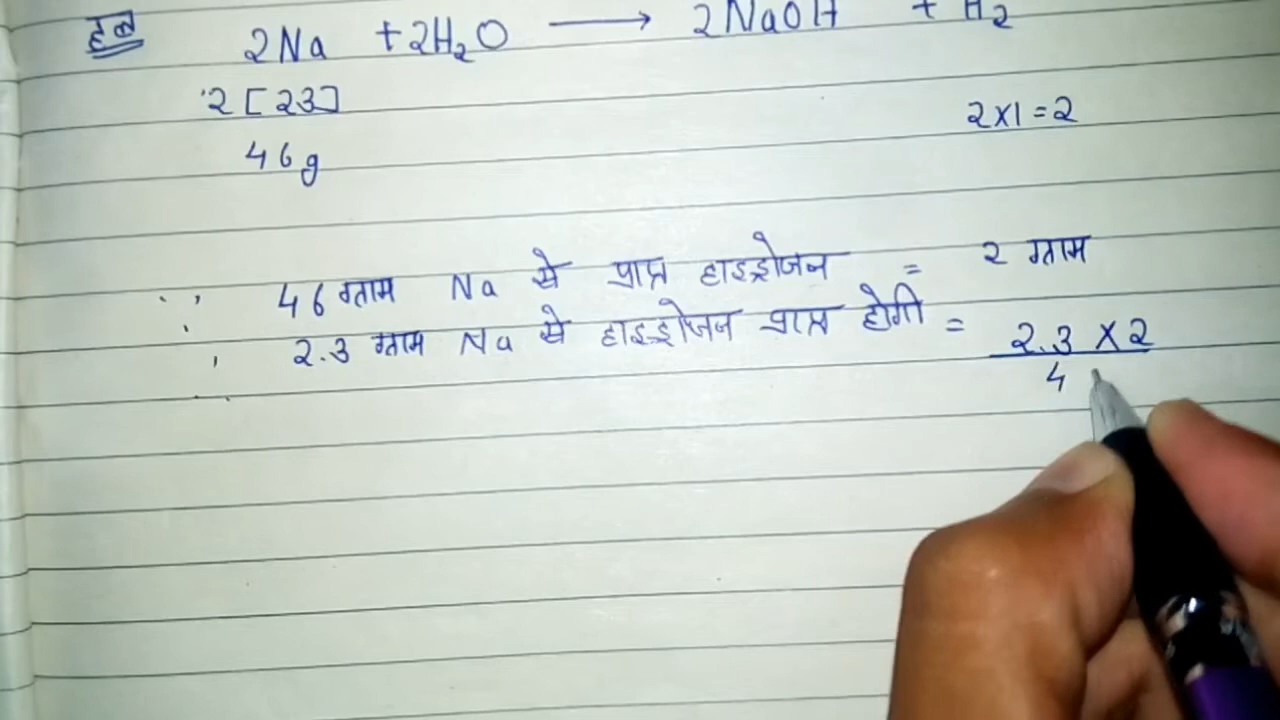 हल 2Na + 2H₂O ⟶ 2NaOH + H₂
2[23] 2×1=2
46g
∵ 46 ग्राम Na से प्राप्त हाइड्रोजन = 2 ग्राम
∴ 2.3 ग्राम Na से हाइड्रोजन प्राप्त होगी = 2.3 × 2
4